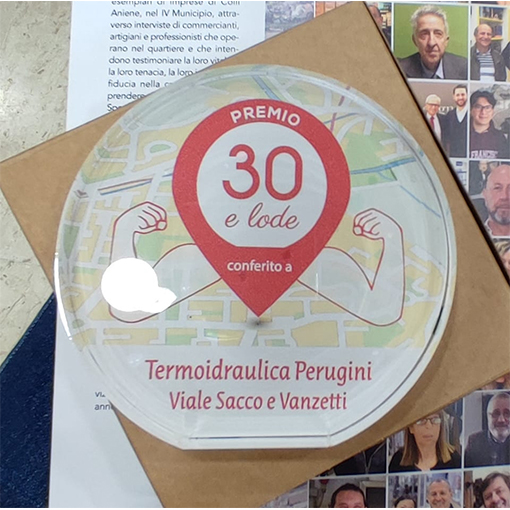 esemplari di imprese di Colli
Aniene, nel IV Municipio, attra-
verso interviste di commercianti,
artigiani e professionisti che ope-
rano nel quartiere e che inten-
dono testimoniare la loro
la loro tenacia, la loro
fiducia nella
prendere
PREMIO
30
e lode
conferito a
Termoidraulica Perugini
Viale Sacco e Vanzetti